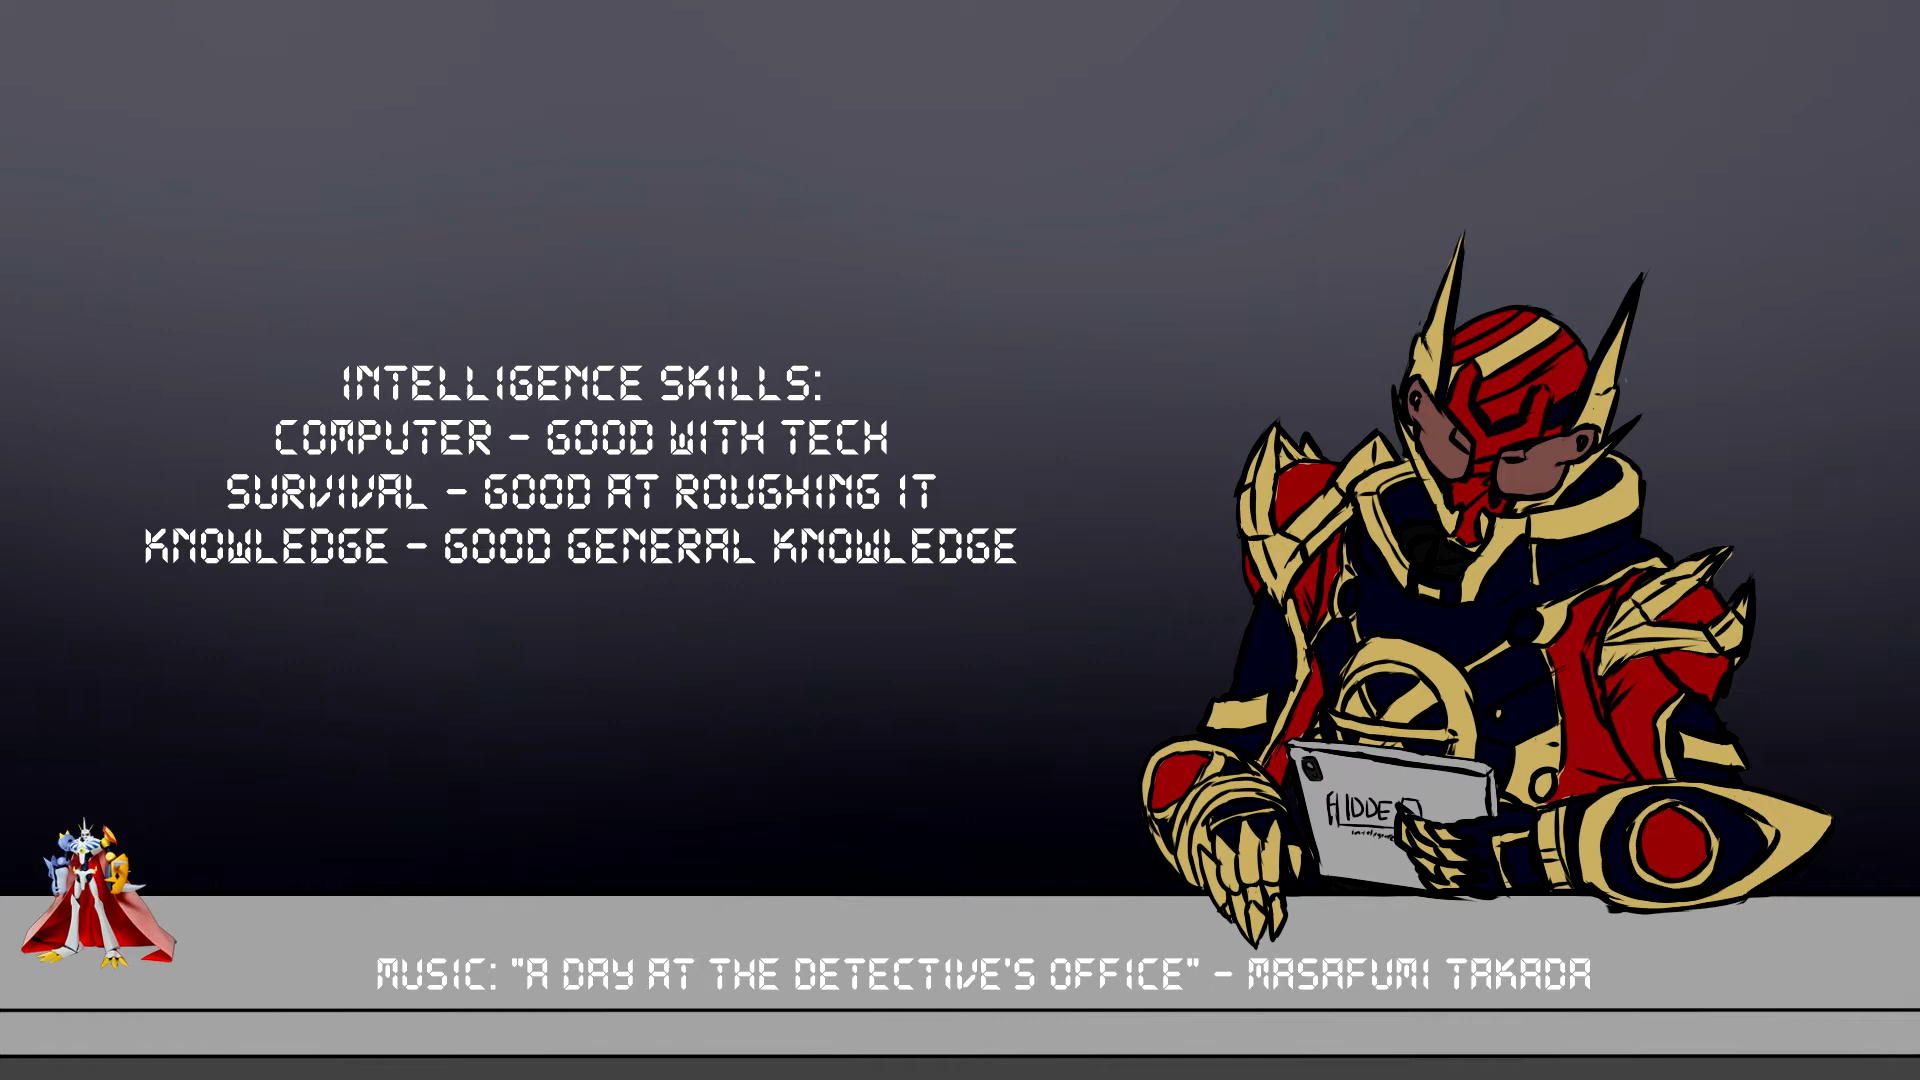 INTELLIGENCE SKILLS:
COMPUTER - GOOD WITH TECH
SURVIVAL - GOOD AT ROUGHING IT
KNOWLEDGE - GOOD GENERAL KNOWLEDGE
HIDDE
MUSIC: "A DAY AT THE DETECTIVE'S OFFICE" - MASAFUMI TAKADA